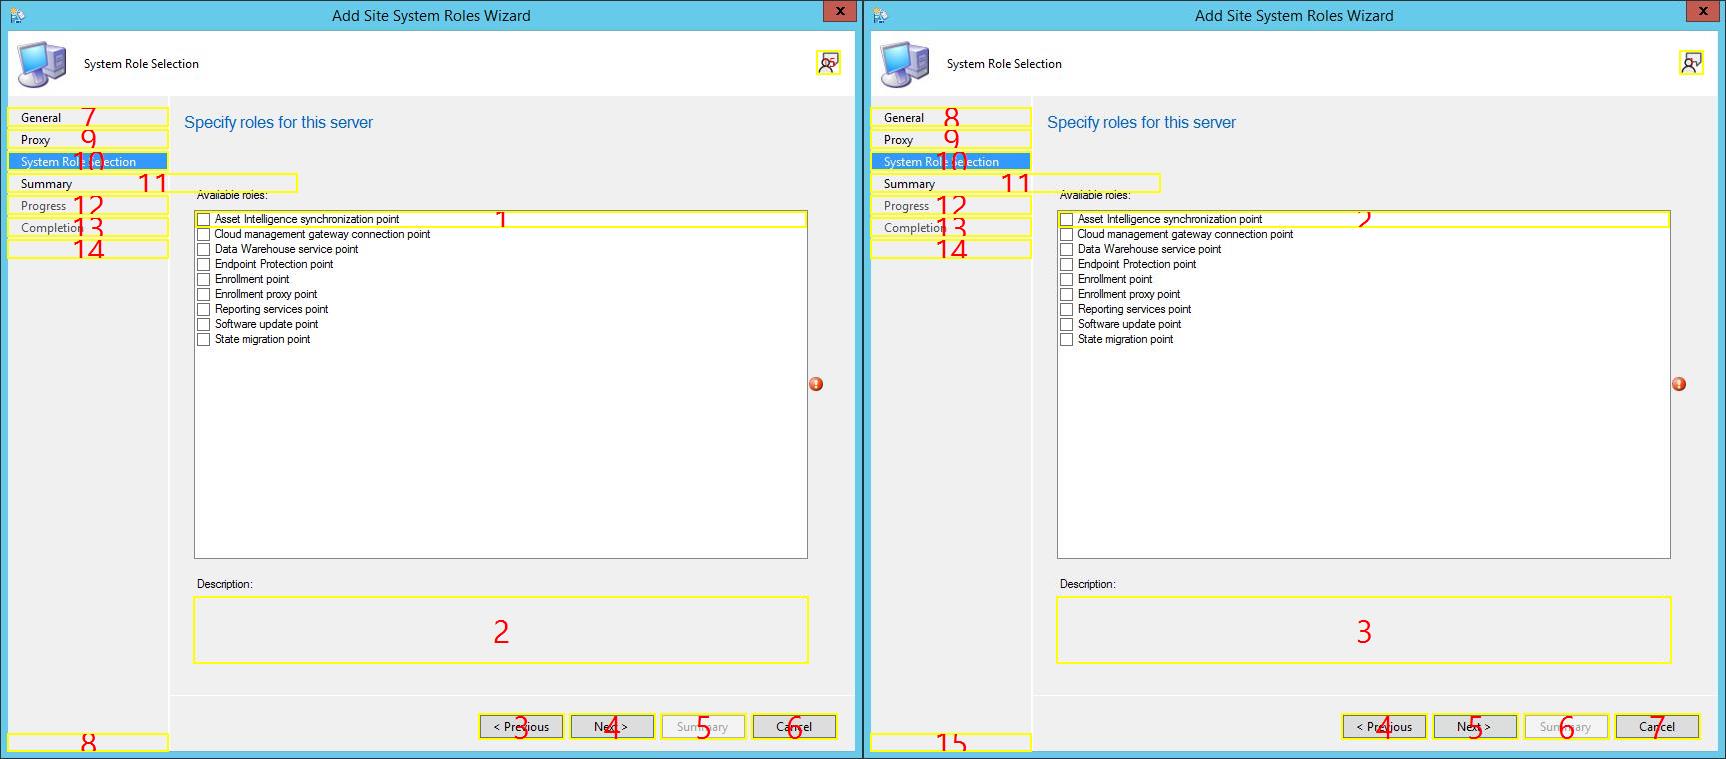 Add Site System Roles Wizard
x
System Role Selection
General
7
Proxy
9
System Role Selection
10
Summary
11
Progress
12
Completion
13
14
8
Specify roles for this server
Available roles:
Asset Intelligence synchronization point
1
Cloud management gateway connection point
Data Warehouse service point
Endpoint Protection point
Enrollment point
Enrollment proxy point
Reporting services point
Software update point
State migration point
Description:
2
< Previous
3
Next >
4
Summary
5
Cancel
6
Add Site System Roles Wizard
x
System Role Selection
General
8
Proxy
9
System Role Selection
10
Summary
11
Progress
12
Completion
13
14
15
Specify roles for this server
Available roles:
Asset Intelligence synchronization point
2
Cloud management gateway connection point
Data Warehouse service point
Endpoint Protection point
Enrollment point
Enrollment proxy point
Reporting services point
Software update point
State migration point
Description:
3
< Previous
4
Next >
5
Summary
6
Cancel
7